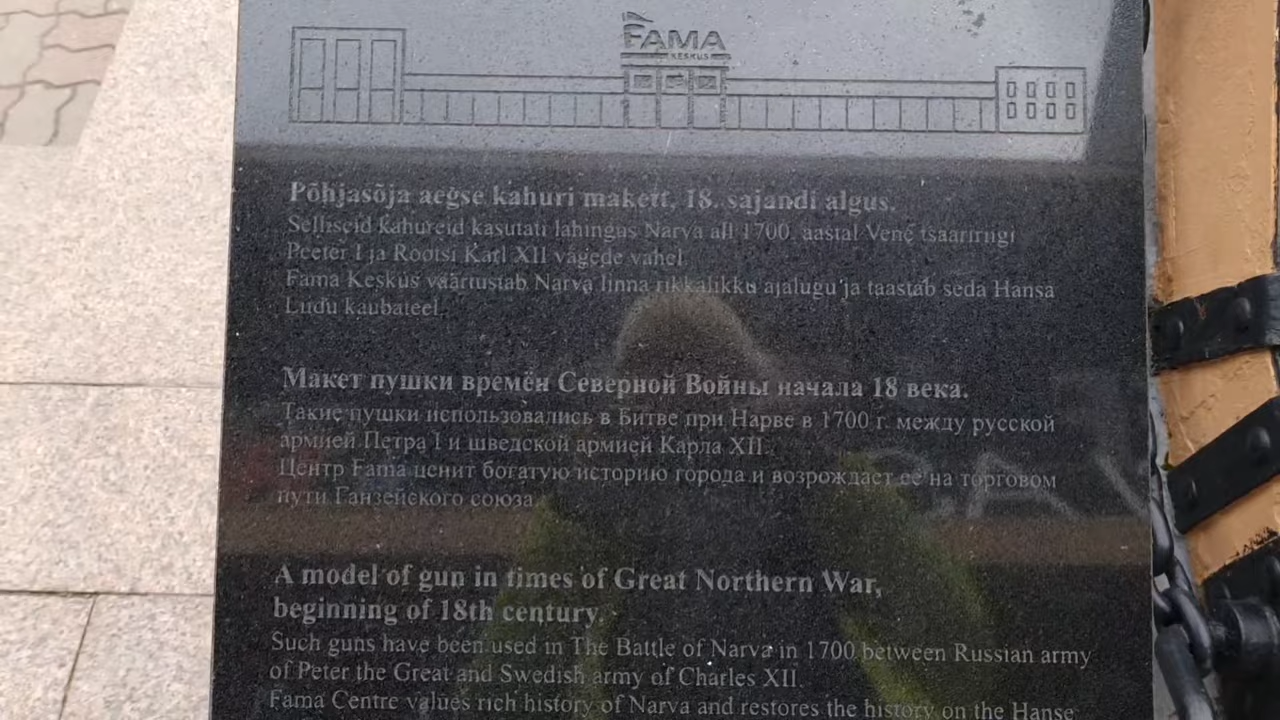 FAMA
KESKUS
Põhjasõja aegse kahuri makett, 18. sajandi algus.
Selliseid kahureid kasutati lahingus Narva all 1700. aastal Vene tsaaririigi
Peeter I ja Rootsi Karl XII vägede vahel.
Fama Keskus väärtustab Narva linna rikkalikku ajalugu ja taastab seda Hansa
Liidu kaubateel.
Макет пушки времён Северной Войны начала 18 века.
Такие пушки использовались в Битве при Нарве в 1700 г. между русской
армией Петра I и шведской армией Карла XII.
Центр Fama ценит богатую историю города и возрождает её на торговом
пути Ганзейского союза.
A model of gun in times of Great Northern War,
beginning of 18th century.
Such guns have been used in The Battle of Narva in 1700 between Russian army
of Peter the Great and Swedish army of Charles XII.
Fama Centre values rich history of Narva and restores the history on the Hanse